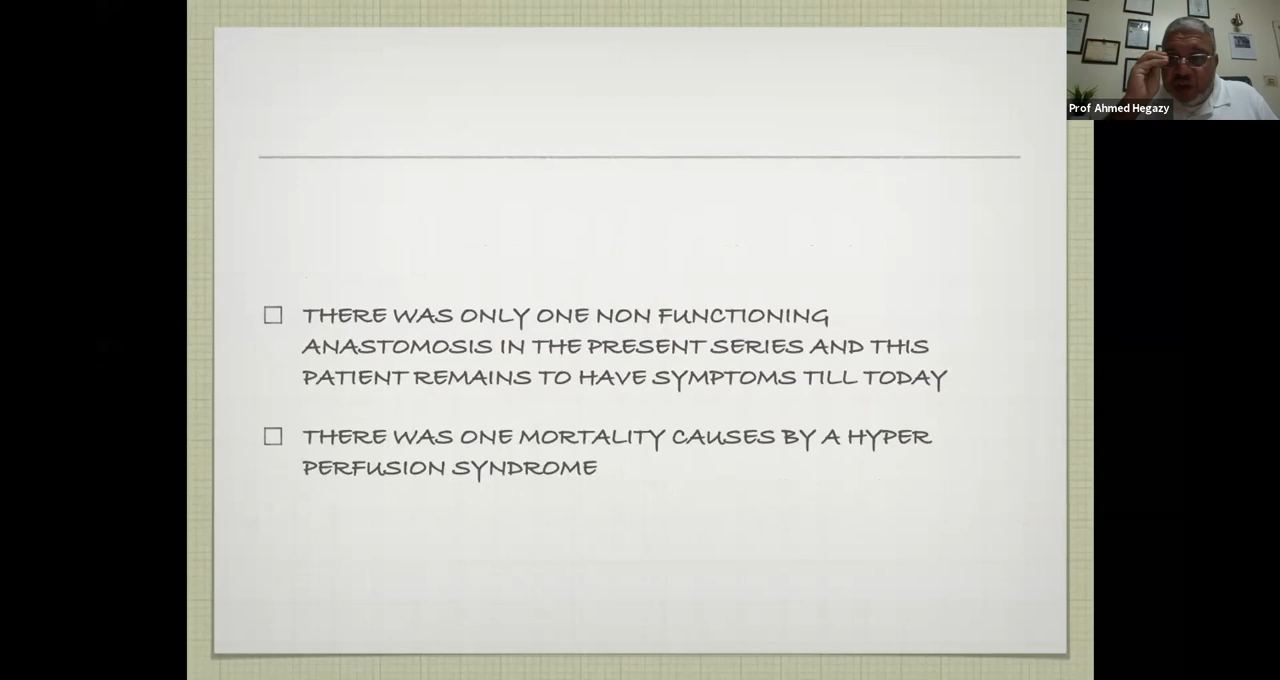 Prof Ahmed Hegazy
THERE WAS ONLY ONE NON FUNCTIONING
ANASTOMOSIS IN THE PRESENT SERIES AND THIS
PATIENT REMAINS TO HAVE SYMPTOMS TILL TODAY
THERE WAS ONE MORTALITY CAUSES BY A HYPER
PERFUSION SYNDROME